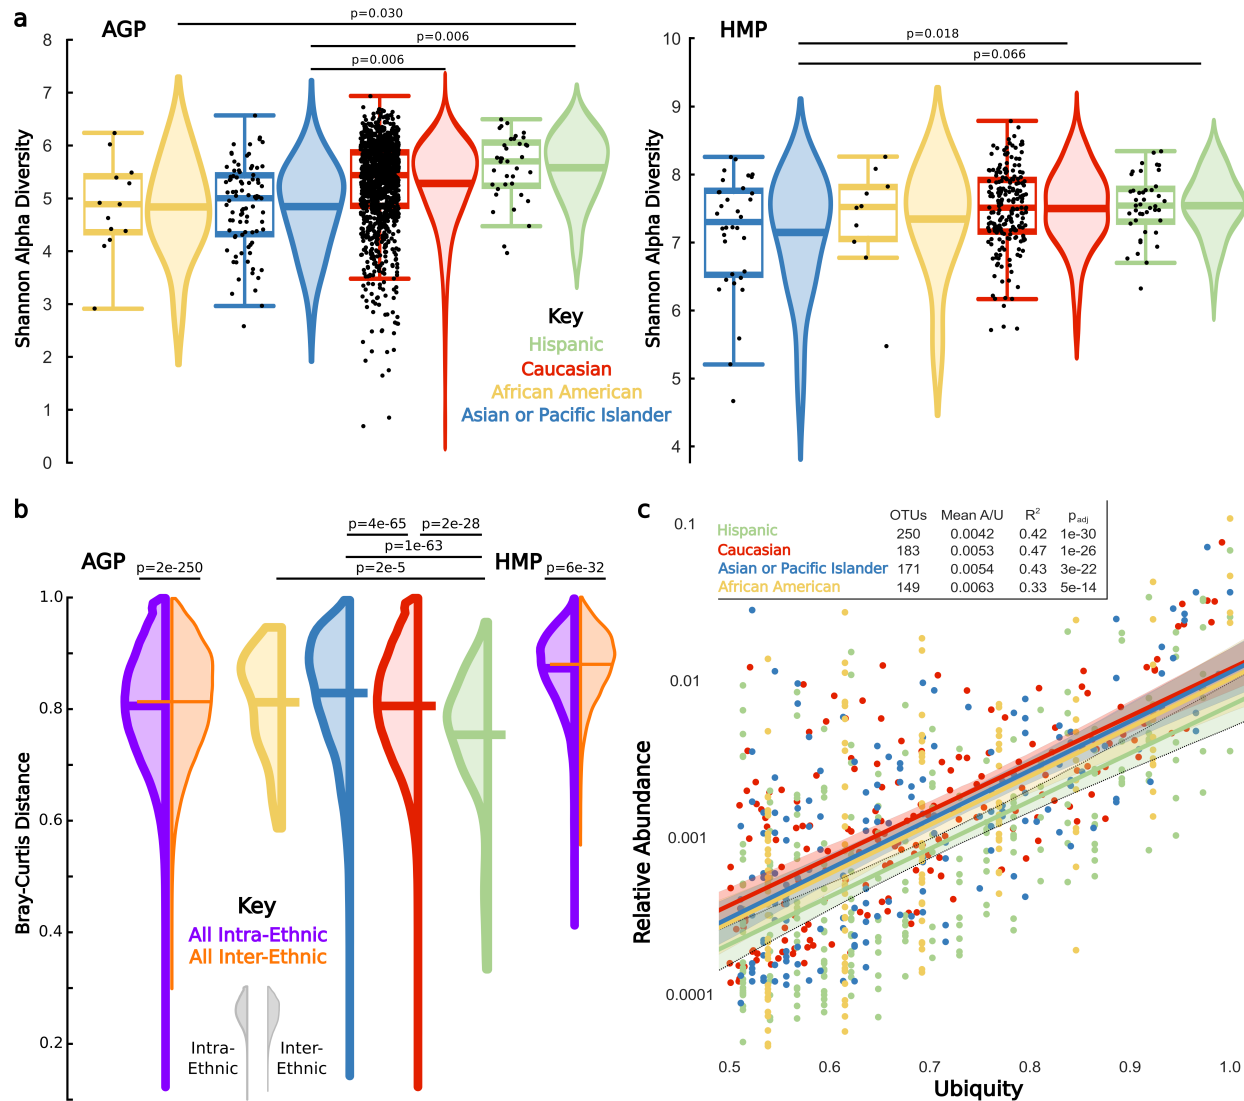 a
AGP
p=0.030
p=0.006
p=0.006
Shannon Alpha Diversity
8
7
6
5
4
3
2
1
0
Key
Hispanic
Caucasian
African American
Asian or Pacific Islander
HMP
p=0.018
p=0.066
Shannon Alpha Diversity
10
9
8
7
6
5
4
b
AGP
p=2e-250
p=4e-65
p=2e-28
p=1e-63
p=2e-5
HMP
p=6e-32
Bray-Curtis Distance
1.0
0.8
0.6
0.4
0.2
Key
All Intra-Ethnic
All Inter-Ethnic
Intra-
Ethnic
Inter-
Ethnic
c
OTUs Mean A/U R² p_adj
Hispanic 250 0.0042 0.42 1e-30
Caucasian 183 0.0053 0.47 1e-26
Asian or Pacific Islander 171 0.0054 0.43 3e-22
African American 149 0.0063 0.33 5e-14
Relative Abundance
0.1
0.01
0.001
0.0001
0.5 0.6 0.7 0.8 0.9 1.0
Ubiquity